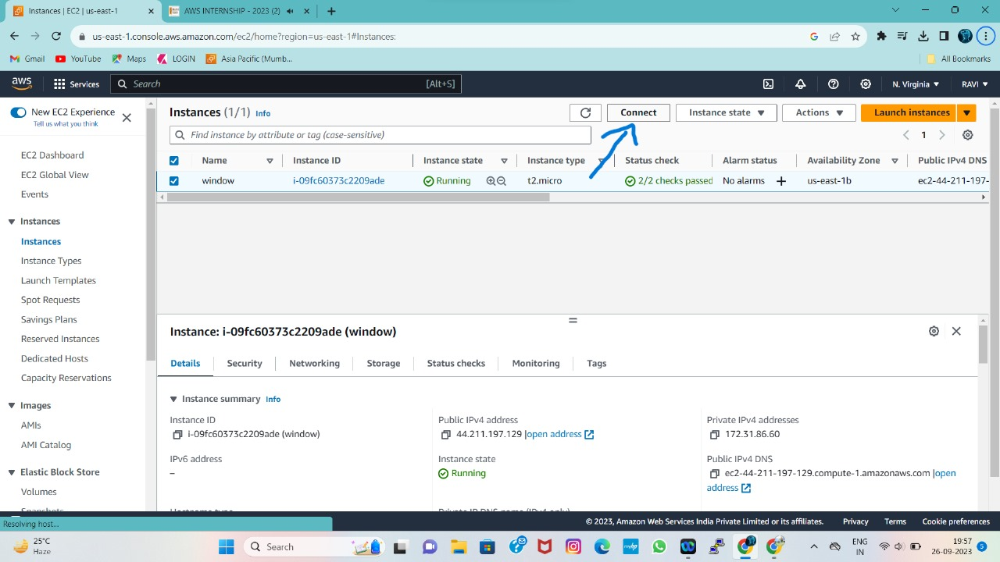 Instances | EC2 | us-east-1
AWS INTERNSHIP - 2023 (2)
us-east-1.console.aws.amazon.com/ec2/home?region=us-east-1#Instances:
Gmail YouTube Maps LOGIN Asia Pacific (Mumb... All Bookmarks
aws Services Search [Alt+S] N. Virginia RAVI
New EC2 Experience
Tell us what you think
EC2 Dashboard
EC2 Global View
Events
Instances
Instances
Instance Types
Launch Templates
Spot Requests
Savings Plans
Reserved Instances
Dedicated Hosts
Capacity Reservations
Images
AMIs
AMI Catalog
Elastic Block Store
Volumes
Snapshots
Instances (1/1) Info Connect Instance state Actions Launch instances
Find instance by attribute or tag (case-sensitive) 1
Name Instance ID Instance state Instance type Status check Alarm status Availability Zone Public IPv4 DNS
window i-09fc60373c2209ade Running t2.micro 2/2 checks passed No alarms us-east-1b ec2-44-211-197-
Instance: i-09fc60373c2209ade (window)
Details Security Networking Storage Status checks Monitoring Tags
Instance summary Info
Instance ID Public IPv4 address Private IPv4 addresses
i-09fc60373c2209ade (window) 44.211.197.129 |open address 172.31.86.60
IPv6 address Instance state Public IPv4 DNS
– Running ec2-44-211-197-129.compute-1.amazonaws.com |open
address
Hostname type Private IP DNS name (IPv4 only)
Resolving host... © 2023, Amazon Web Services India Private Limited or its affiliates. Privacy Terms Cookie preferences
25°C
Haze
Search
ENG
IN
19:57
26-09-2023
5